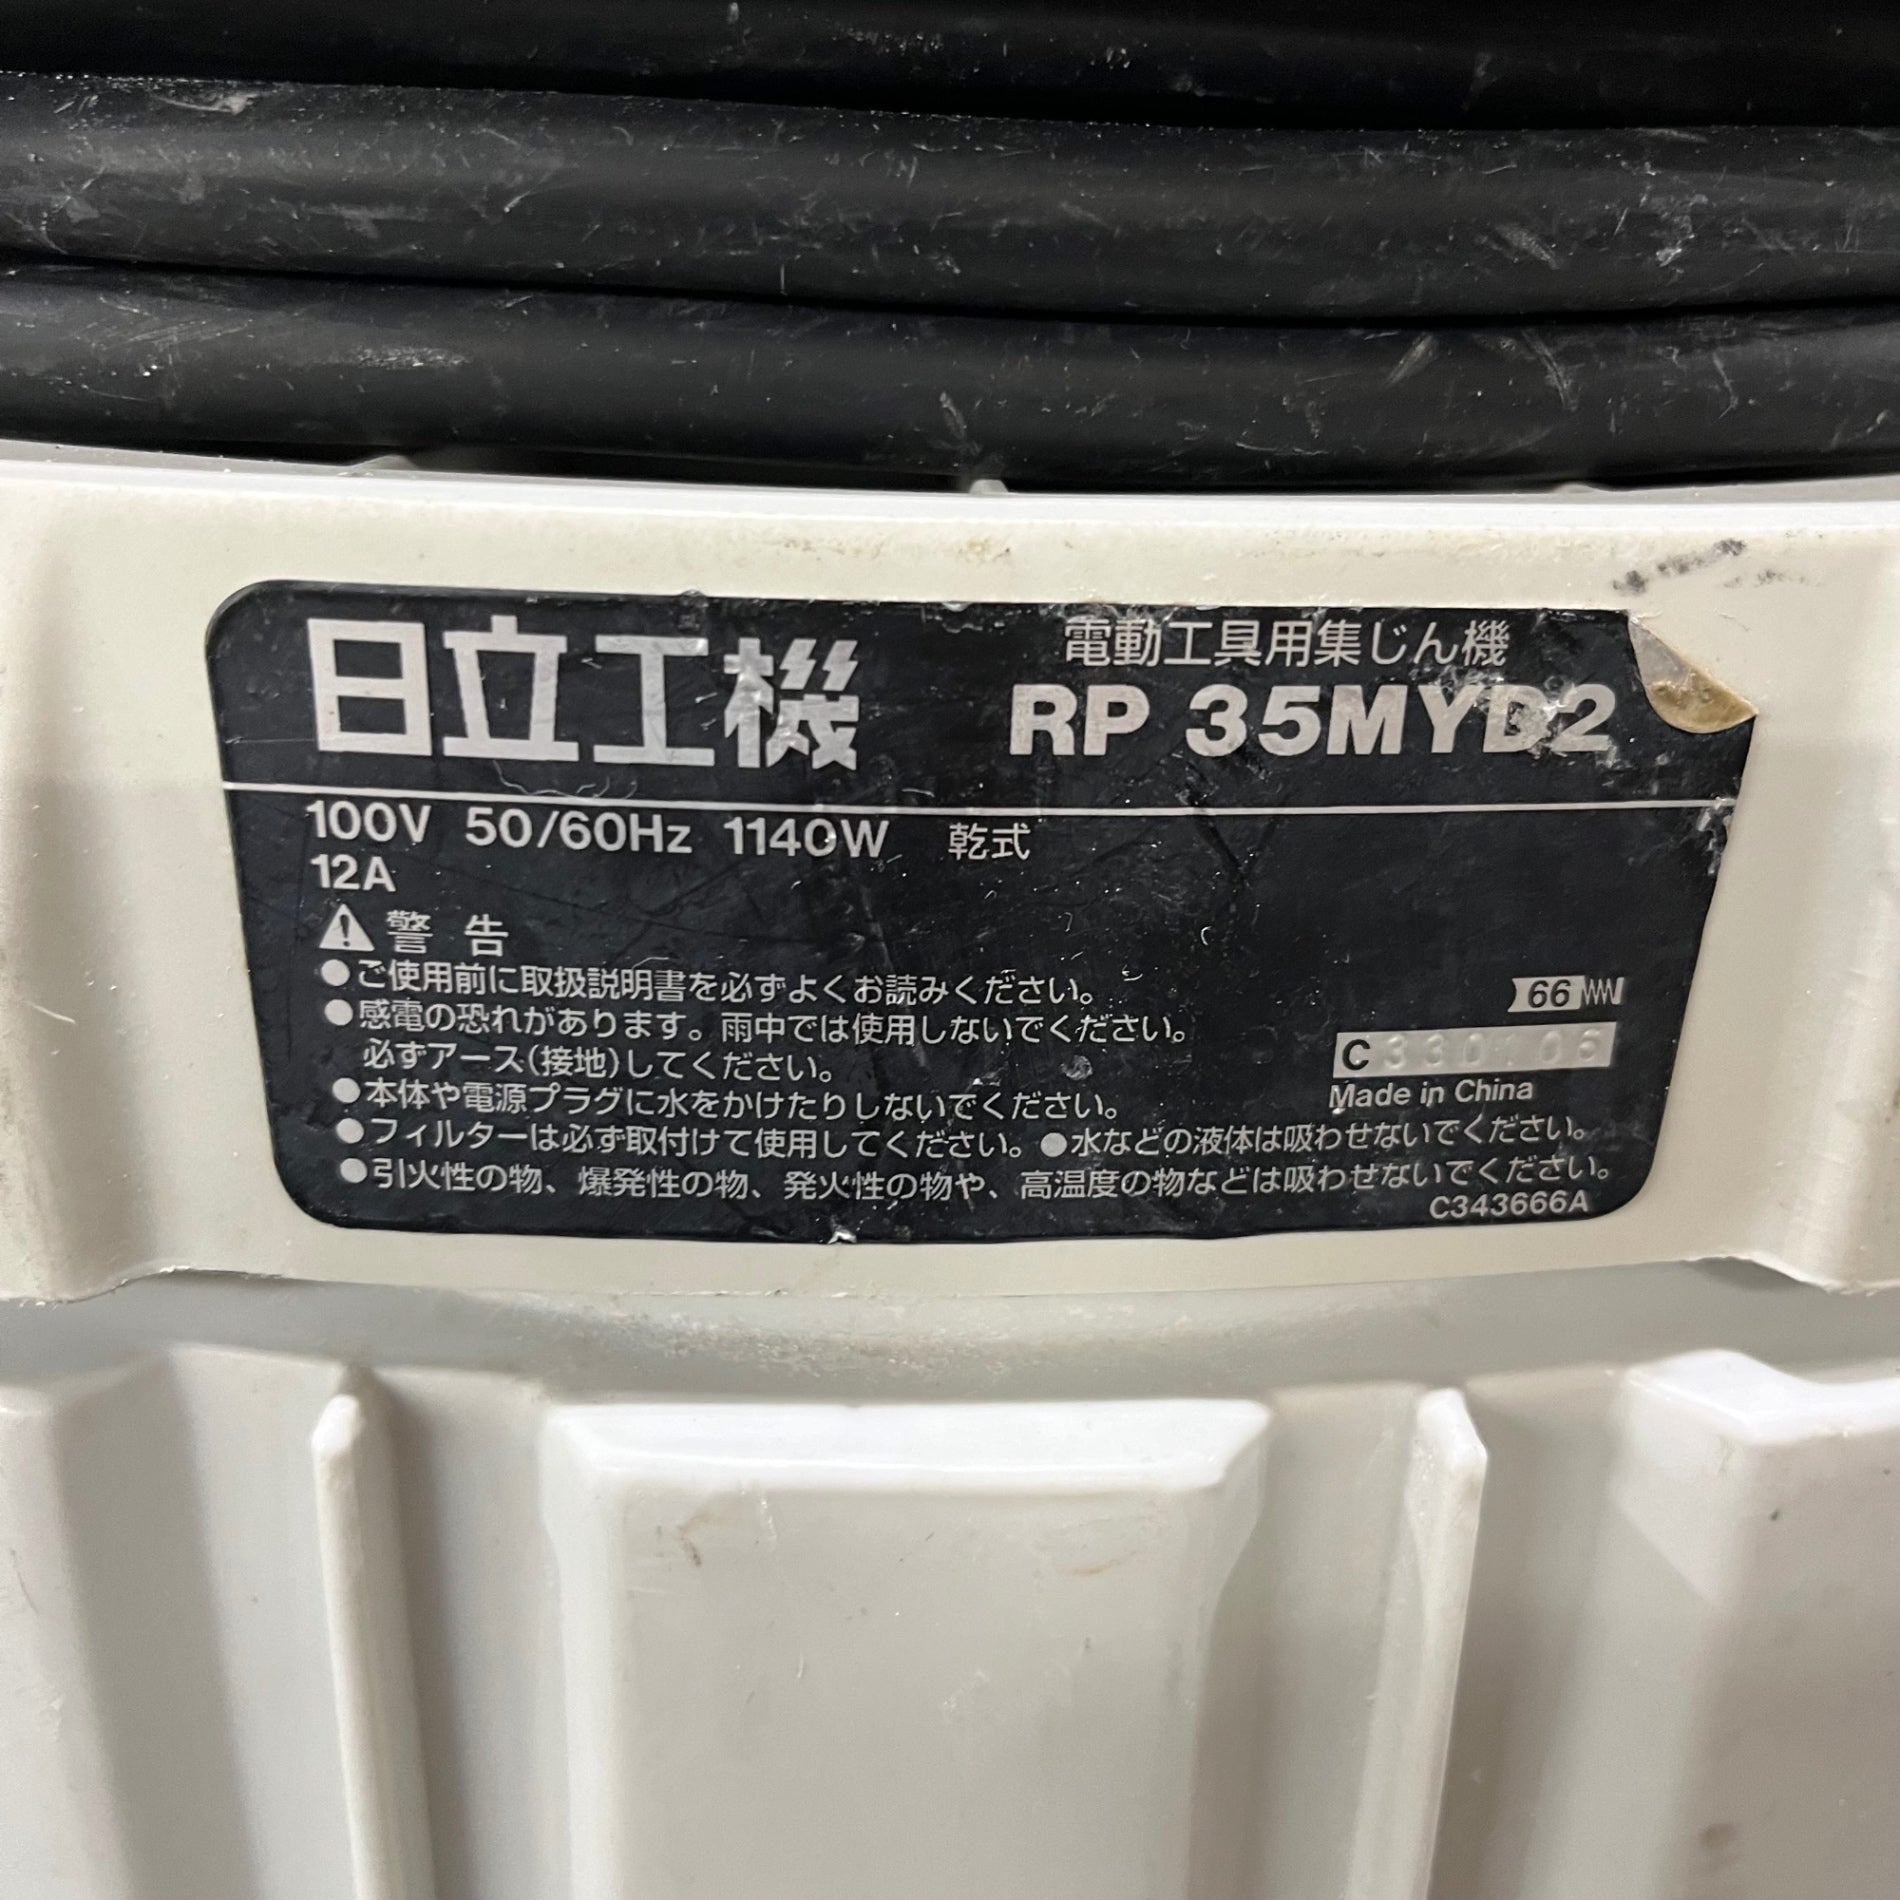 日立工機
電動工具用集じん機
RP 35MYD2
100V 50/60Hz 1140W 乾式
12A
警告
●ご使用前に取扱説明書を必ずよくお読みください。
●感電の恐れがあります。雨中では使用しないでください。
必ずアース(接地)してください。
●本体や電源プラグに水をかけたりしないでください。
●フィルターは必ず取付けて使用してください。●水などの液体は吸わせないでください。
●引火性の物、爆発性の物、発火性の物や、高温度の物などは吸わせないでください。
66
C
Made in China
C343666A